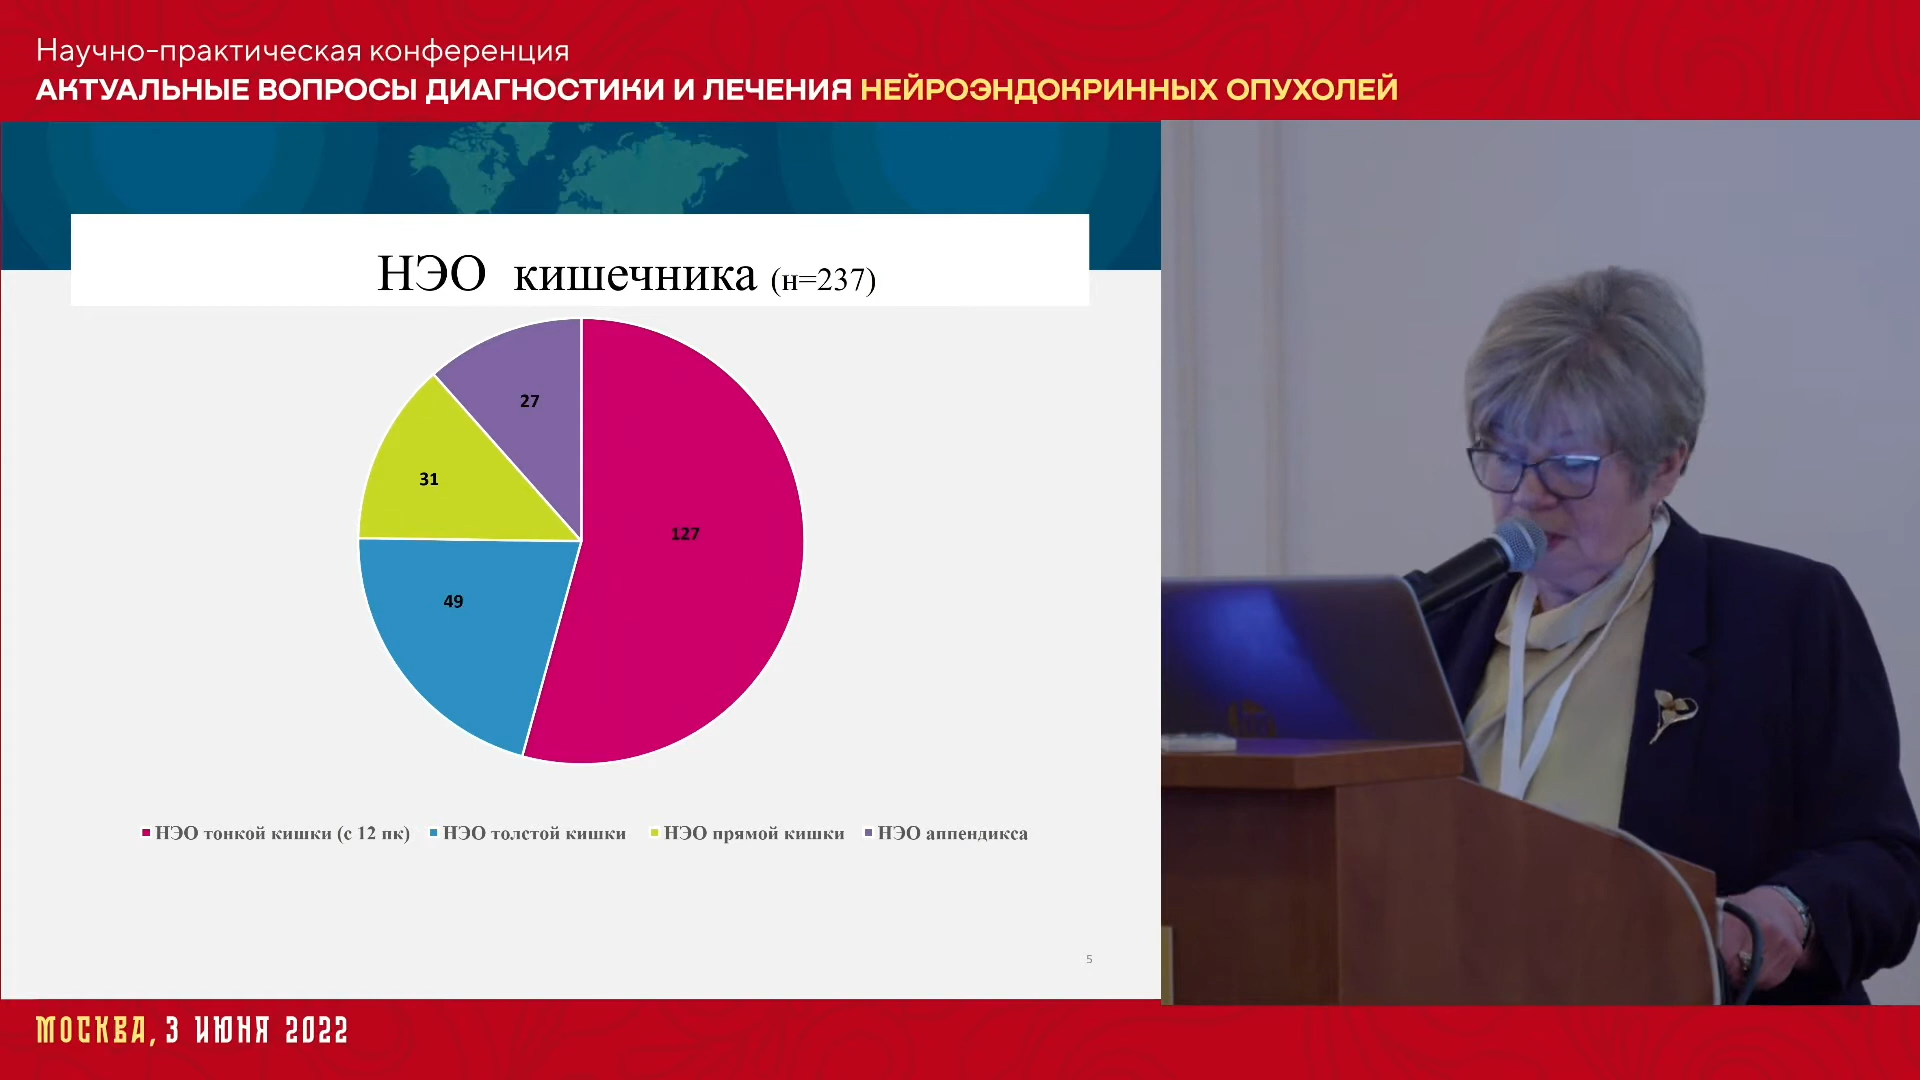 Научно-практическая конференция
АКТУАЛЬНЫЕ ВОПРОСЫ ДИАГНОСТИКИ И ЛЕЧЕНИЯ НЕЙРОЭНДОКРИННЫХ ОПУХОЛЕЙ
НЭО кишечника (н=237)
27
31
127
49
НЭО тонкой кишки (с 12 пк) НЭО толстой кишки НЭО прямой кишки НЭО аппендикса
5
МОСКВА, 3 ИЮНЯ 2022